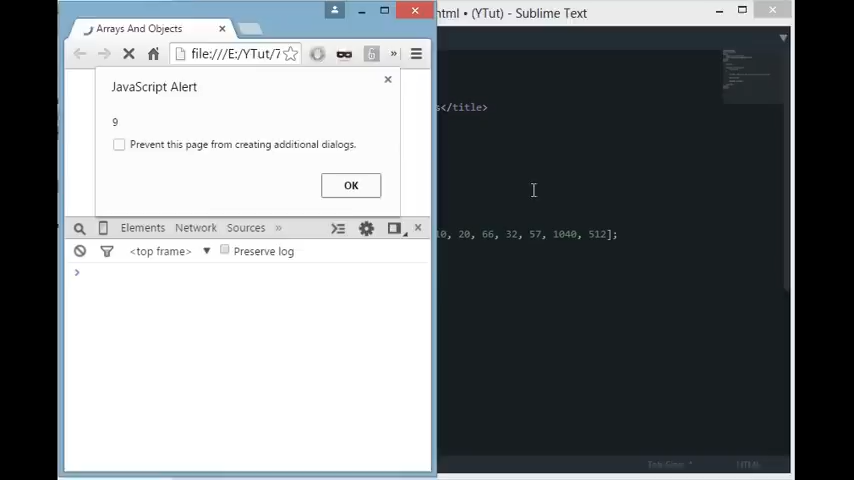 Arrays And Objects
html • (YTut) - Sublime Text
file:///E:/YTut/7
JavaScript Alert
9
Prevent this page from creating additional dialogs.
OK
s</title>
10, 20, 66, 32, 57, 1040, 512];
Elements Network Sources »
<top frame> ▼ Preserve log
>
HTML